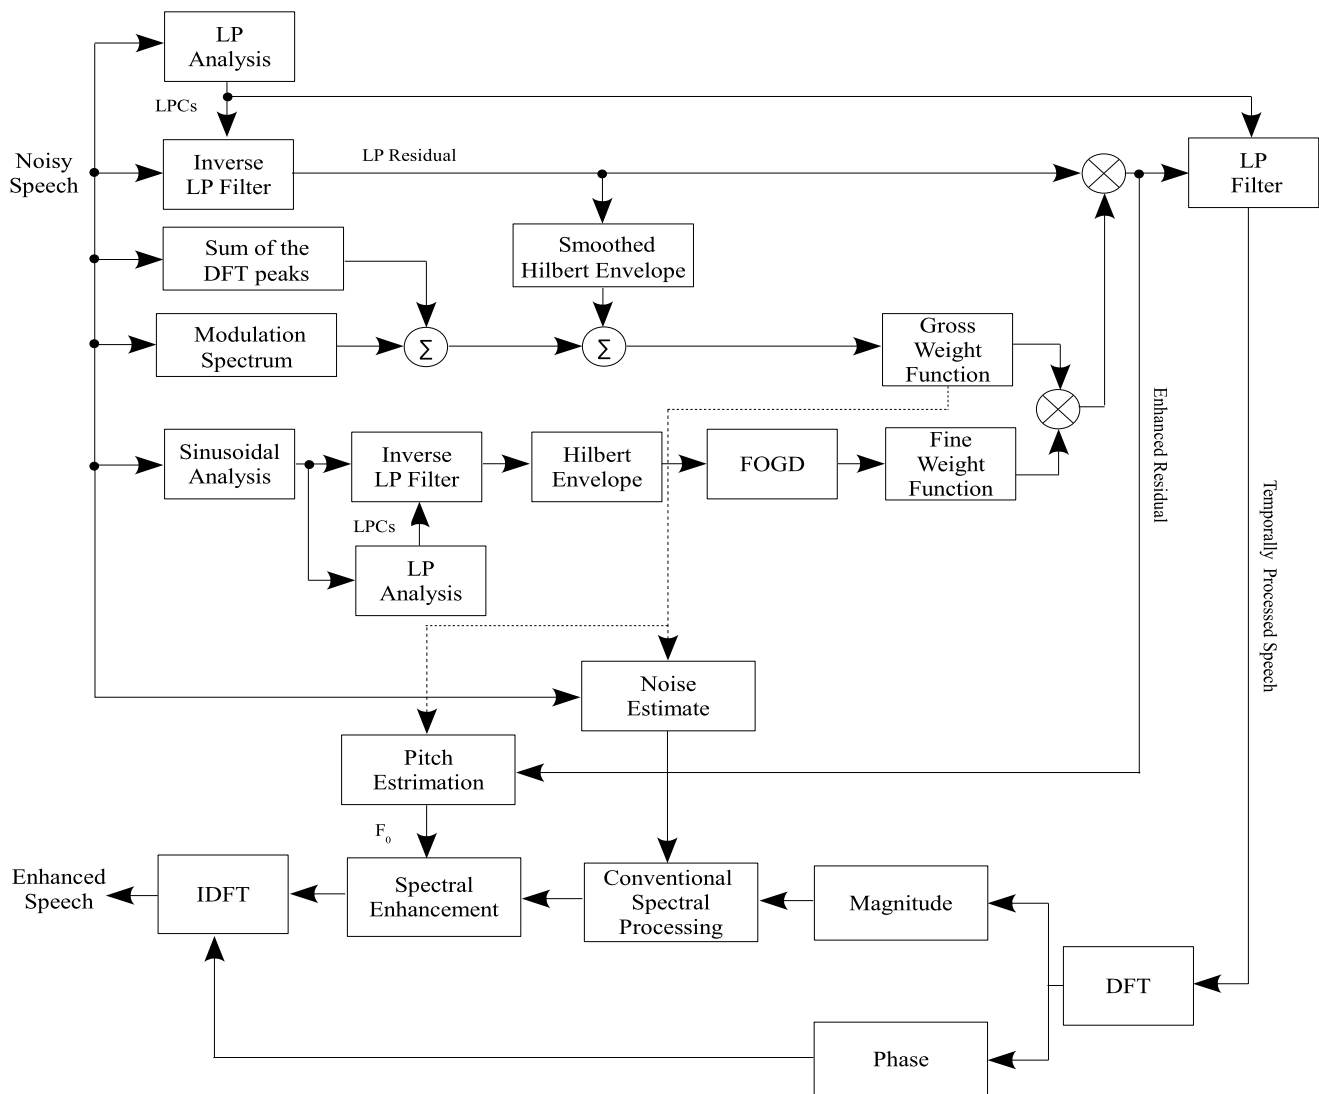 LP
Analysis
LPCs
Noisy
Speech
Inverse
LP Filter
LP Residual
LP
Filter
Sum of the
DFT peaks
Smoothed
Hilbert Envelope
Modulation
Spectrum
Σ
Σ
Gross
Weight
Function
Sinusoidal
Analysis
Inverse
LP Filter
Hilbert
Envelope
FOGD
Fine
Weight
Function
LPCs
LP
Analysis
Enhanced Residual
Temporally Processed Speech
Noise
Estimate
Pitch
Estrimation
F0
Enhanced
Speech
IDFT
Spectral
Enhancement
Conventional
Spectral
Processing
Magnitude
DFT
Phase